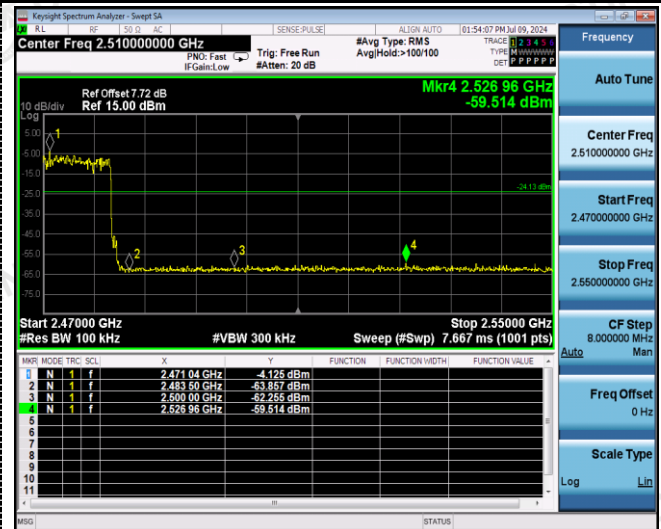 Keysight Spectrum Analyzer - Swept SA
RL RF 50 Ω AC SENSE:PULSE ALIGN AUTO 01:54:07 PM Jul 09, 2024
Center Freq 2.510000000 GHz
PNO: Fast
IFGain:Low
Trig: Free Run
#Atten: 20 dB
#Avg Type: RMS
Avg|Hold:>100/100
TRACE 1 2 3 4 5 6
TYPE M
DET P P P P P P
Frequency
Mkr4 2.526 96 GHz
-59.514 dBm
Ref Offset 7.72 dB
10 dB/div Ref 15.00 dBm
Log
5.00
-5.00
-15.0
-25.0
-35.0
-45.0
-55.0
-65.0
-75.0
1
2
3
4
-24.13 dBm
Start 2.47000 GHz Stop 2.55000 GHz
#Res BW 100 kHz #VBW 300 kHz Sweep (#Swp) 7.667 ms (1001 pts)
MKR MODE TRC SCL X Y FUNCTION FUNCTION WIDTH FUNCTION VALUE
1 N 1 f 2.471 04 GHz -4.125 dBm
2 N 1 f 2.483 50 GHz -63.857 dBm
3 N 1 f 2.500 00 GHz -62.255 dBm
4 N 1 f 2.526 96 GHz -59.514 dBm
5
6
7
8
9
10
11
MSG STATUS
Auto Tune
Center Freq
2.510000000 GHz
Start Freq
2.470000000 GHz
Stop Freq
2.550000000 GHz
CF Step
8.000000 MHz
Auto Man
Freq Offset
0 Hz
Scale Type
Log Lin